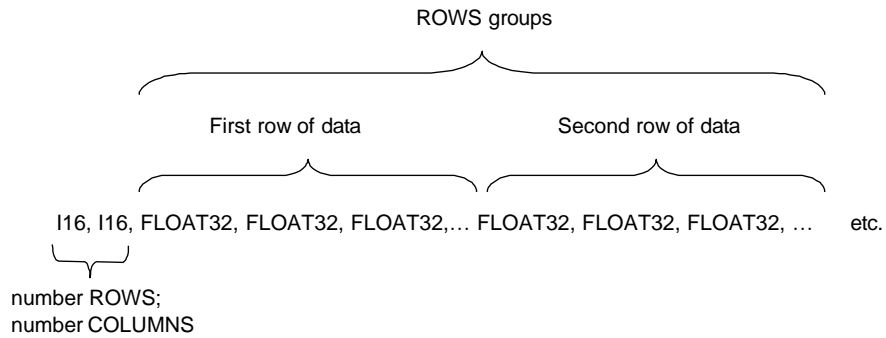 ROWS groups
First row of data
Second row of data
I16, I16, FLOAT32, FLOAT32, FLOAT32,… FLOAT32, FLOAT32, FLOAT32, … etc.
number ROWS;
number COLUMNS